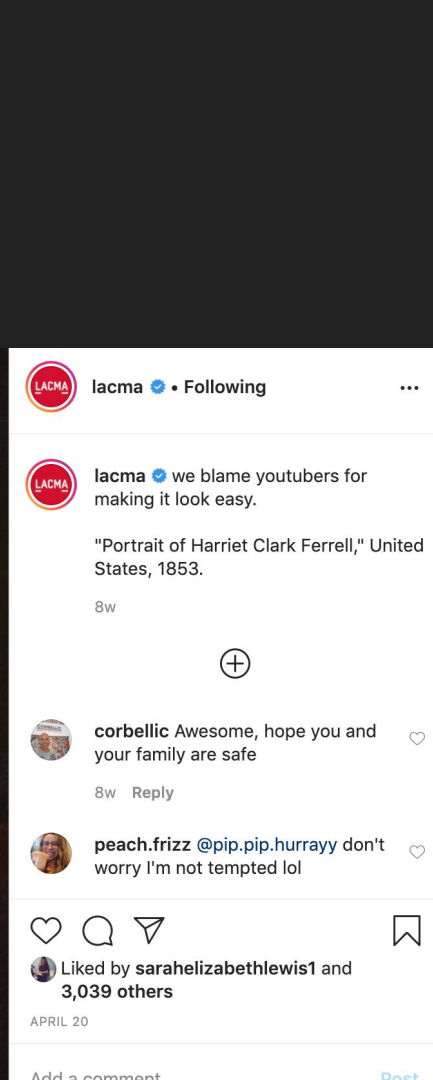 LACMA
lacma • Following
LACMA
lacma we blame youtubers for
making it look easy.
"Portrait of Harriet Clark Ferrell," United
States, 1853.
8w
corbellic Awesome, hope you and
your family are safe
8w Reply
peach.frizz @pip.pip.hurrayy don't
worry I'm not tempted lol
Liked by sarahelizabethlewis1 and
3,039 others
APRIL 20
Add a comment
Post